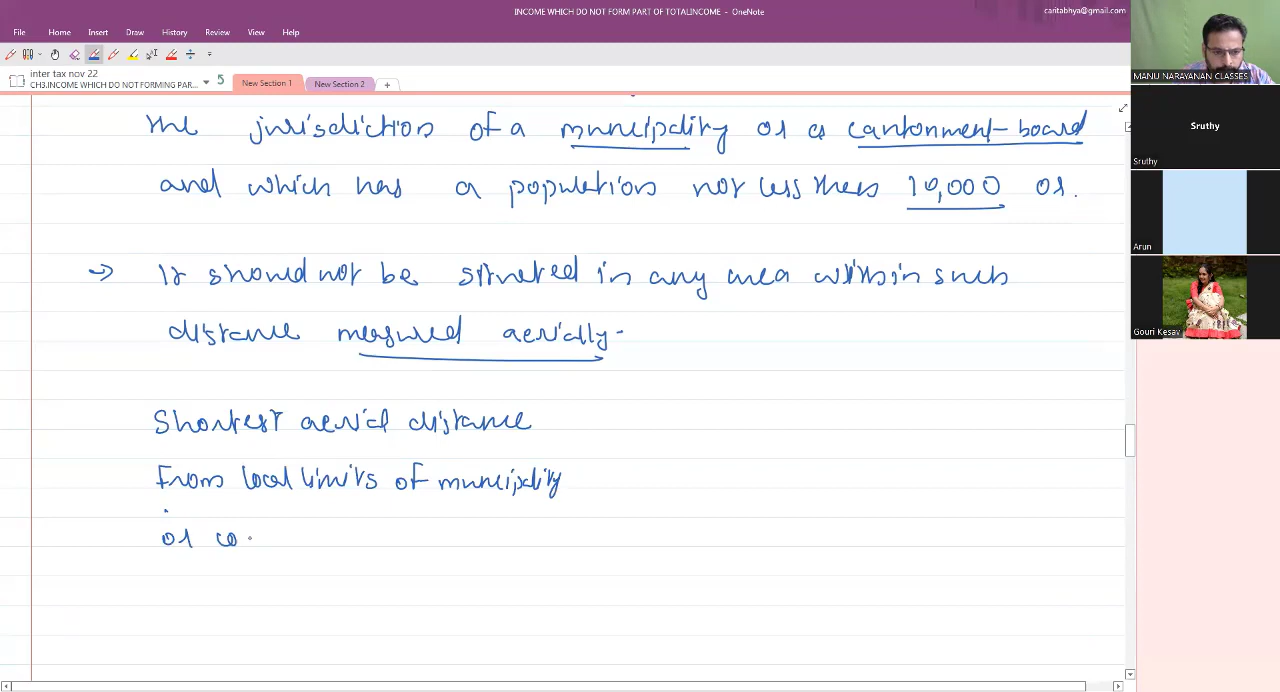 INCOME WHICH DO NOT FORM PART OF TOTALINCOME - OneNote
caritabhya@gmail.com
File Home Insert Draw History Review View Help
inter tax nov 22
CH3.INCOME WHICH DO NOT FORMING PAR...
New Section 1 New Section 2 +
the jurisdiction of a municipality or a cantonment-board
and which has a population not less than 10,000 or.
→ It should not be situated in any area within such
distance measured aerially-
Shortest aerial distance
From local limits of municipality
or co
MANU NARAYANAN CLASSES
Sruthy
Sruthy
Arun
Gouri Kesav